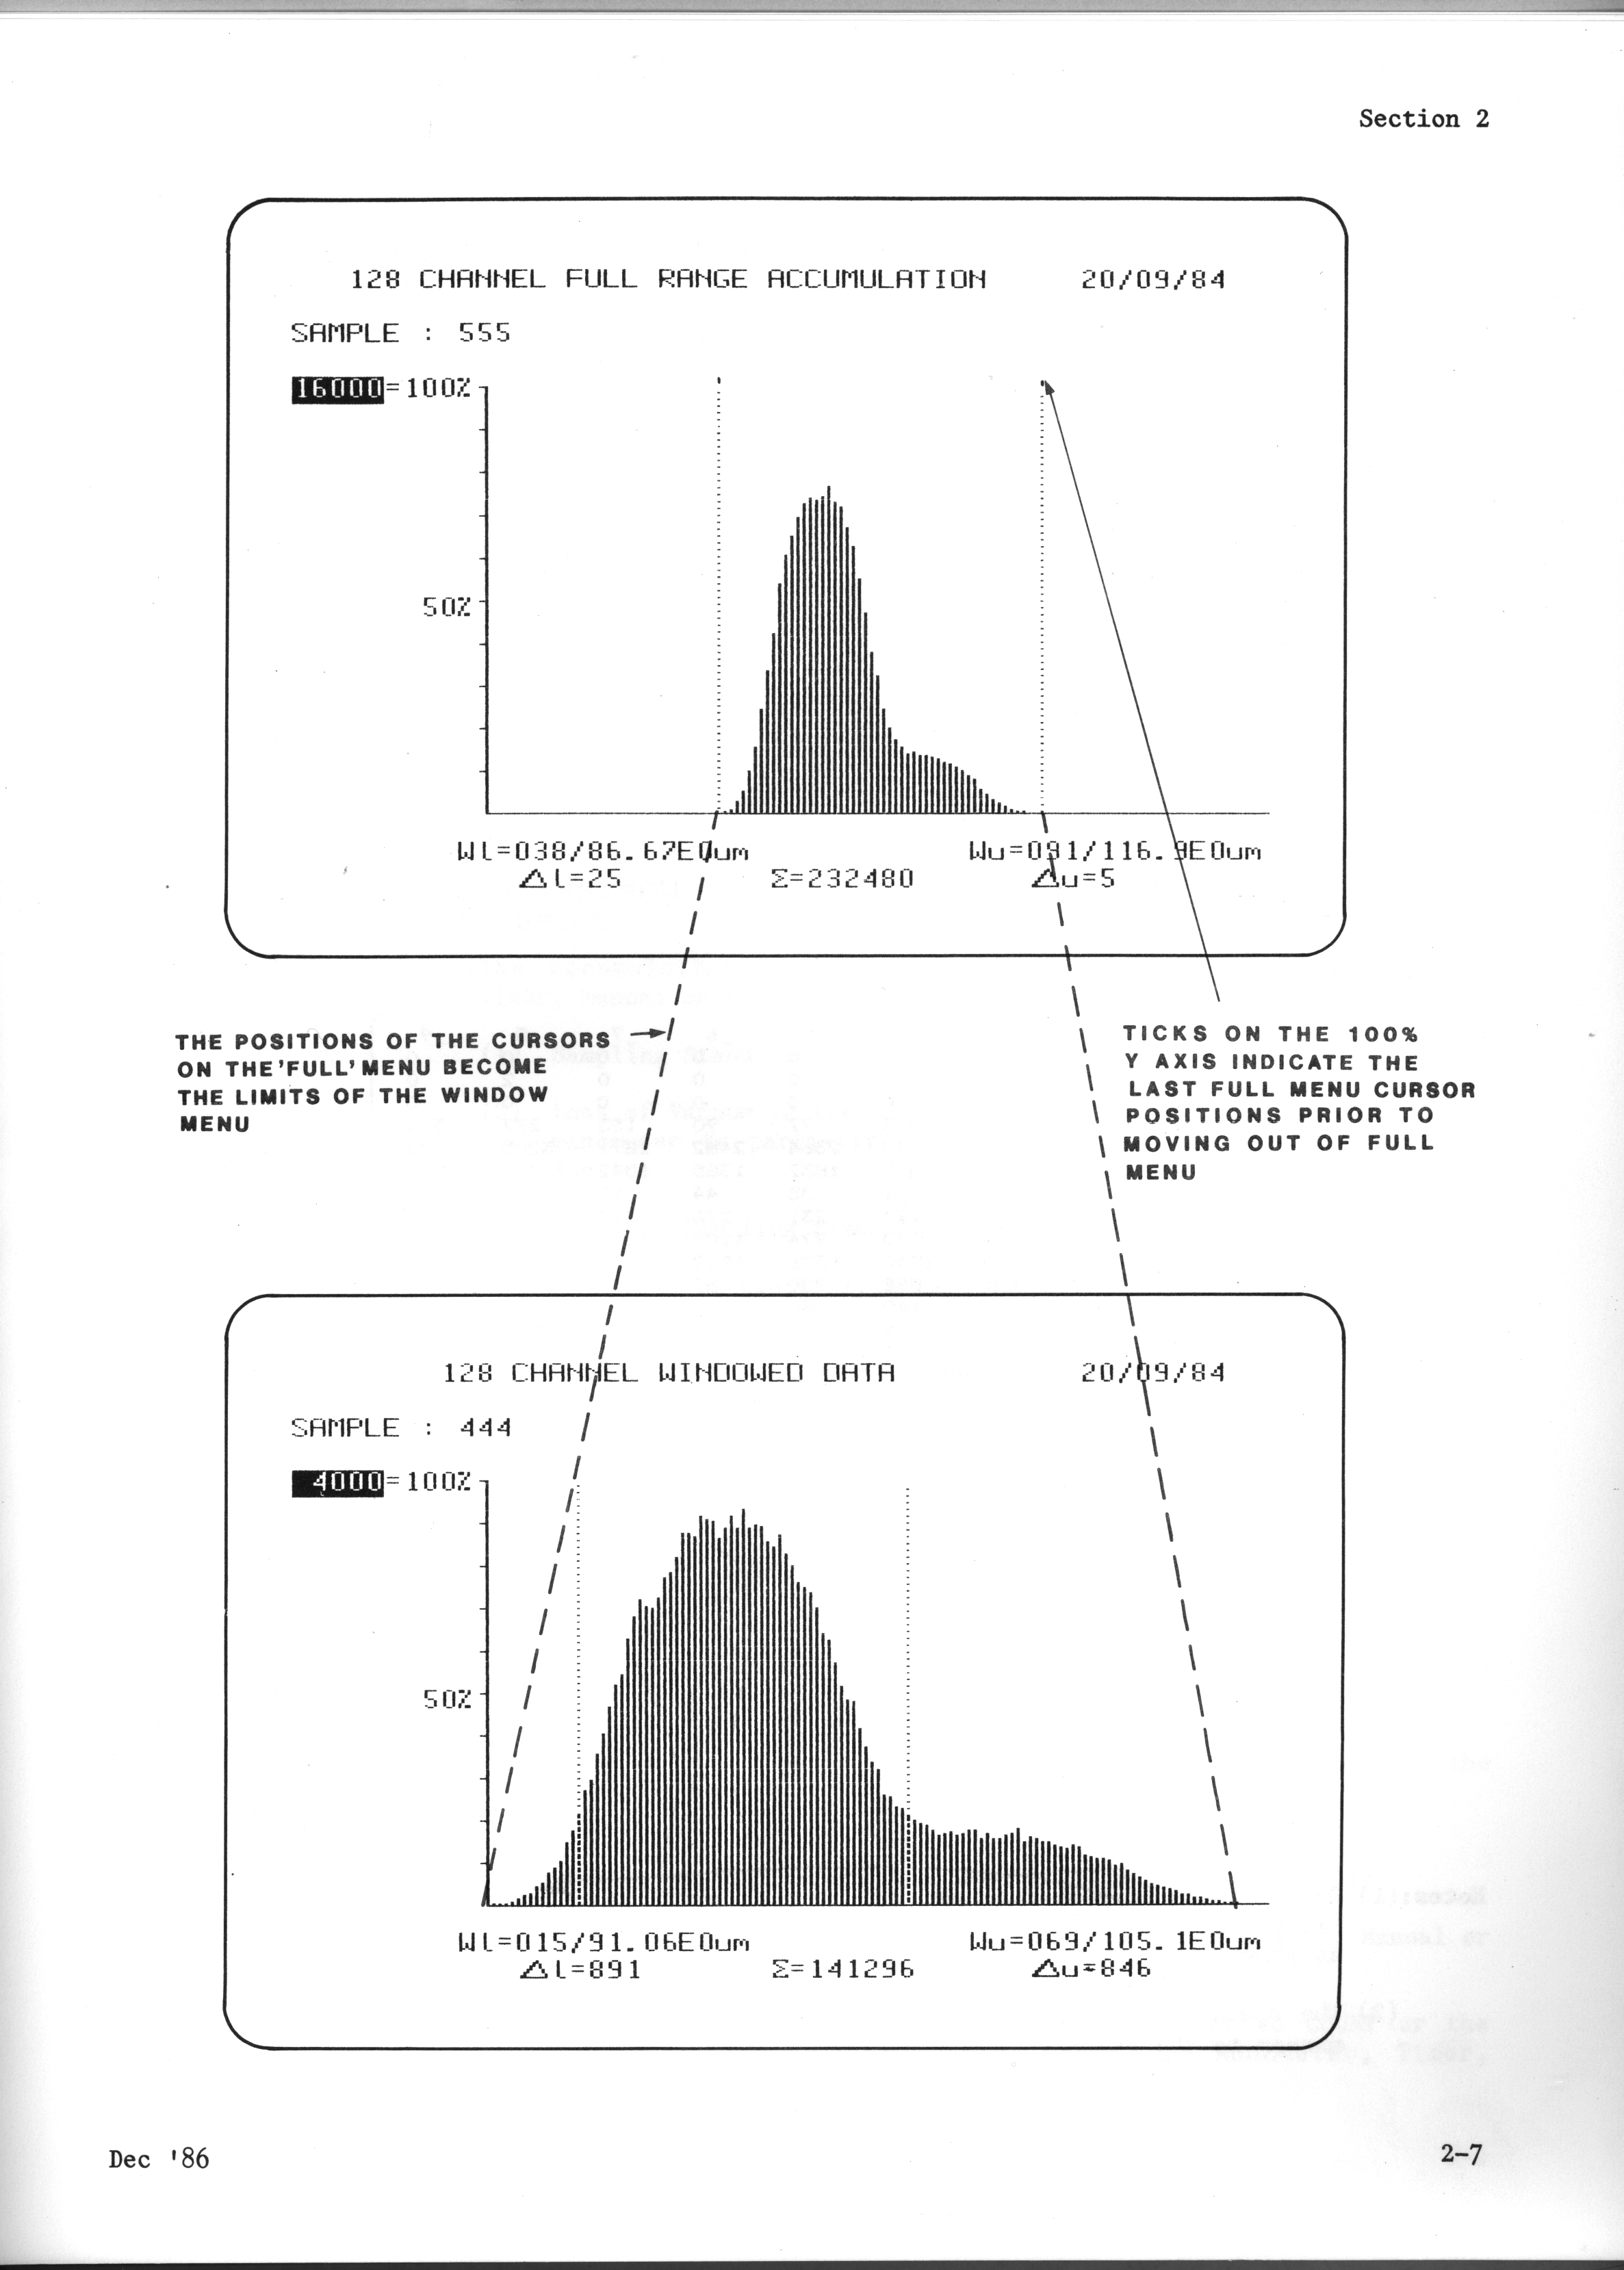 Section 2
128 CHANNEL FULL RANGE ACCUMULATION 20/09/84
SAMPLE : 555
16000=100%
50%
Wl=038/86.67E0um Wu=091/116.9E0um
△l=25 Σ=232480 △u=5
THE POSITIONS OF THE CURSORS
ON THE 'FULL' MENU BECOME
THE LIMITS OF THE WINDOW
MENU
TICKS ON THE 100%
Y AXIS INDICATE THE
LAST FULL MENU CURSOR
POSITIONS PRIOR TO
MOVING OUT OF FULL
MENU
128 CHANNEL WINDOWED DATA 20/09/84
SAMPLE : 444
4000=100%
50%
Wl=015/91.06E0um Wu=069/105.1E0um
△l=891 Σ=141296 △u=846
Dec '86
2-7